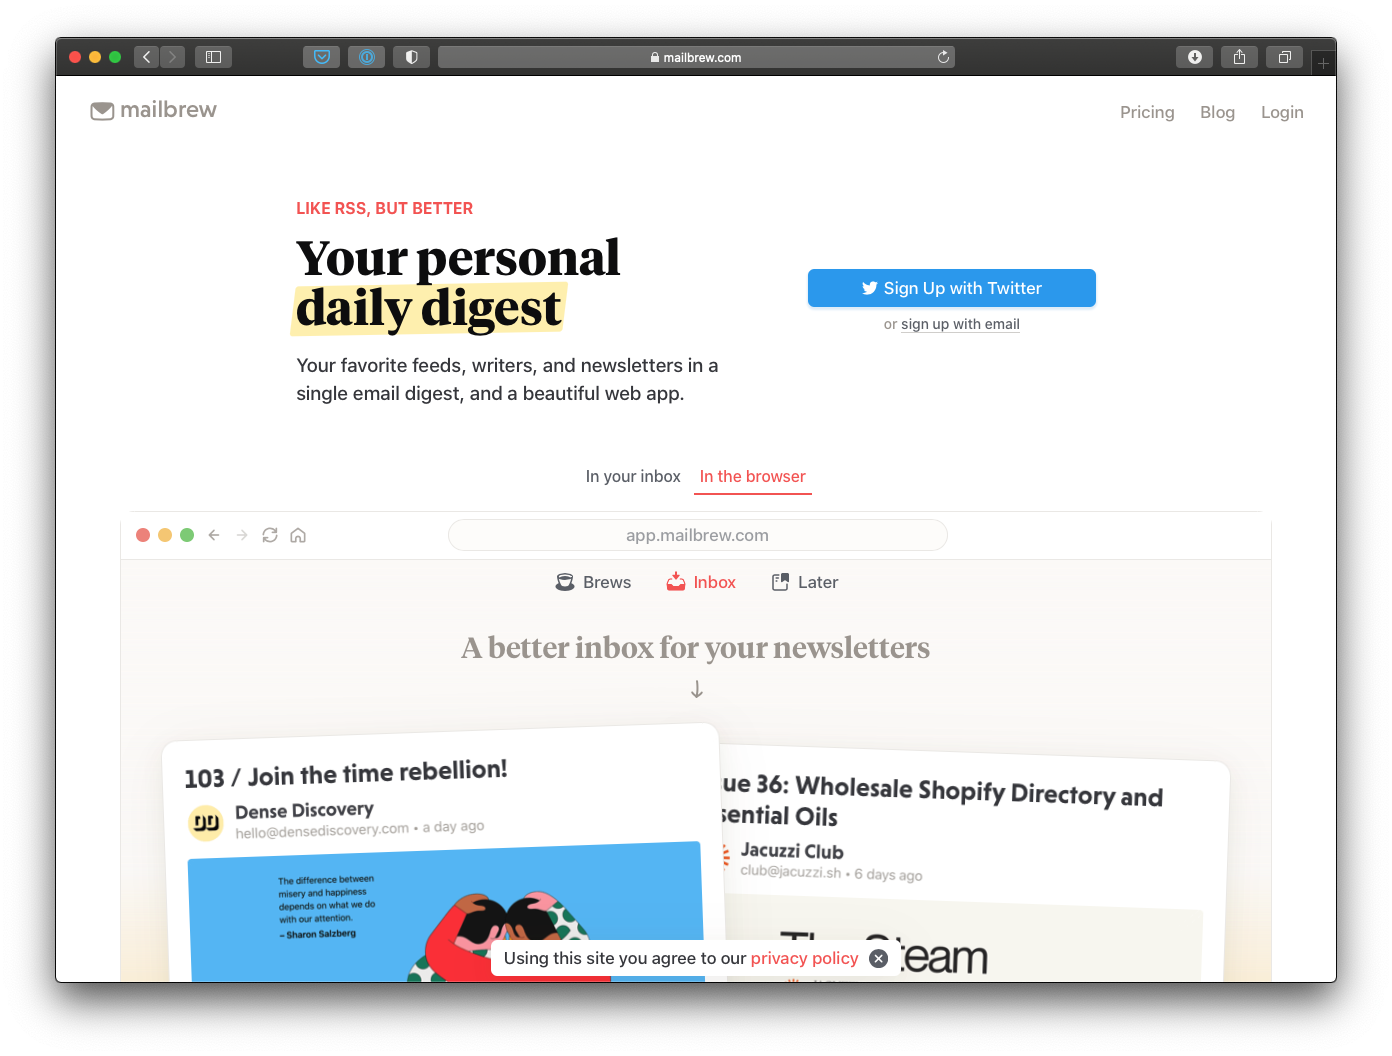 mailbrew.com
mailbrew
Pricing Blog Login
LIKE RSS, BUT BETTER
Your personal
daily digest
Sign Up with Twitter
or sign up with email
Your favorite feeds, writers, and newsletters in a
single email digest, and a beautiful web app.
In your inbox In the browser
app.mailbrew.com
Brews Inbox Later
A better inbox for your newsletters
103 / Join the time rebellion!
DD
Dense Discovery
hello@densediscovery.com • a day ago
The difference between
misery and happiness
depends on what we do
with our attention.
– Sharon Salzberg
ue 36: Wholesale Shopify Directory and
sential Oils
Jacuzzi Club
club@jacuzzi.sh • 6 days ago
Steam
Using this site you agree to our privacy policy